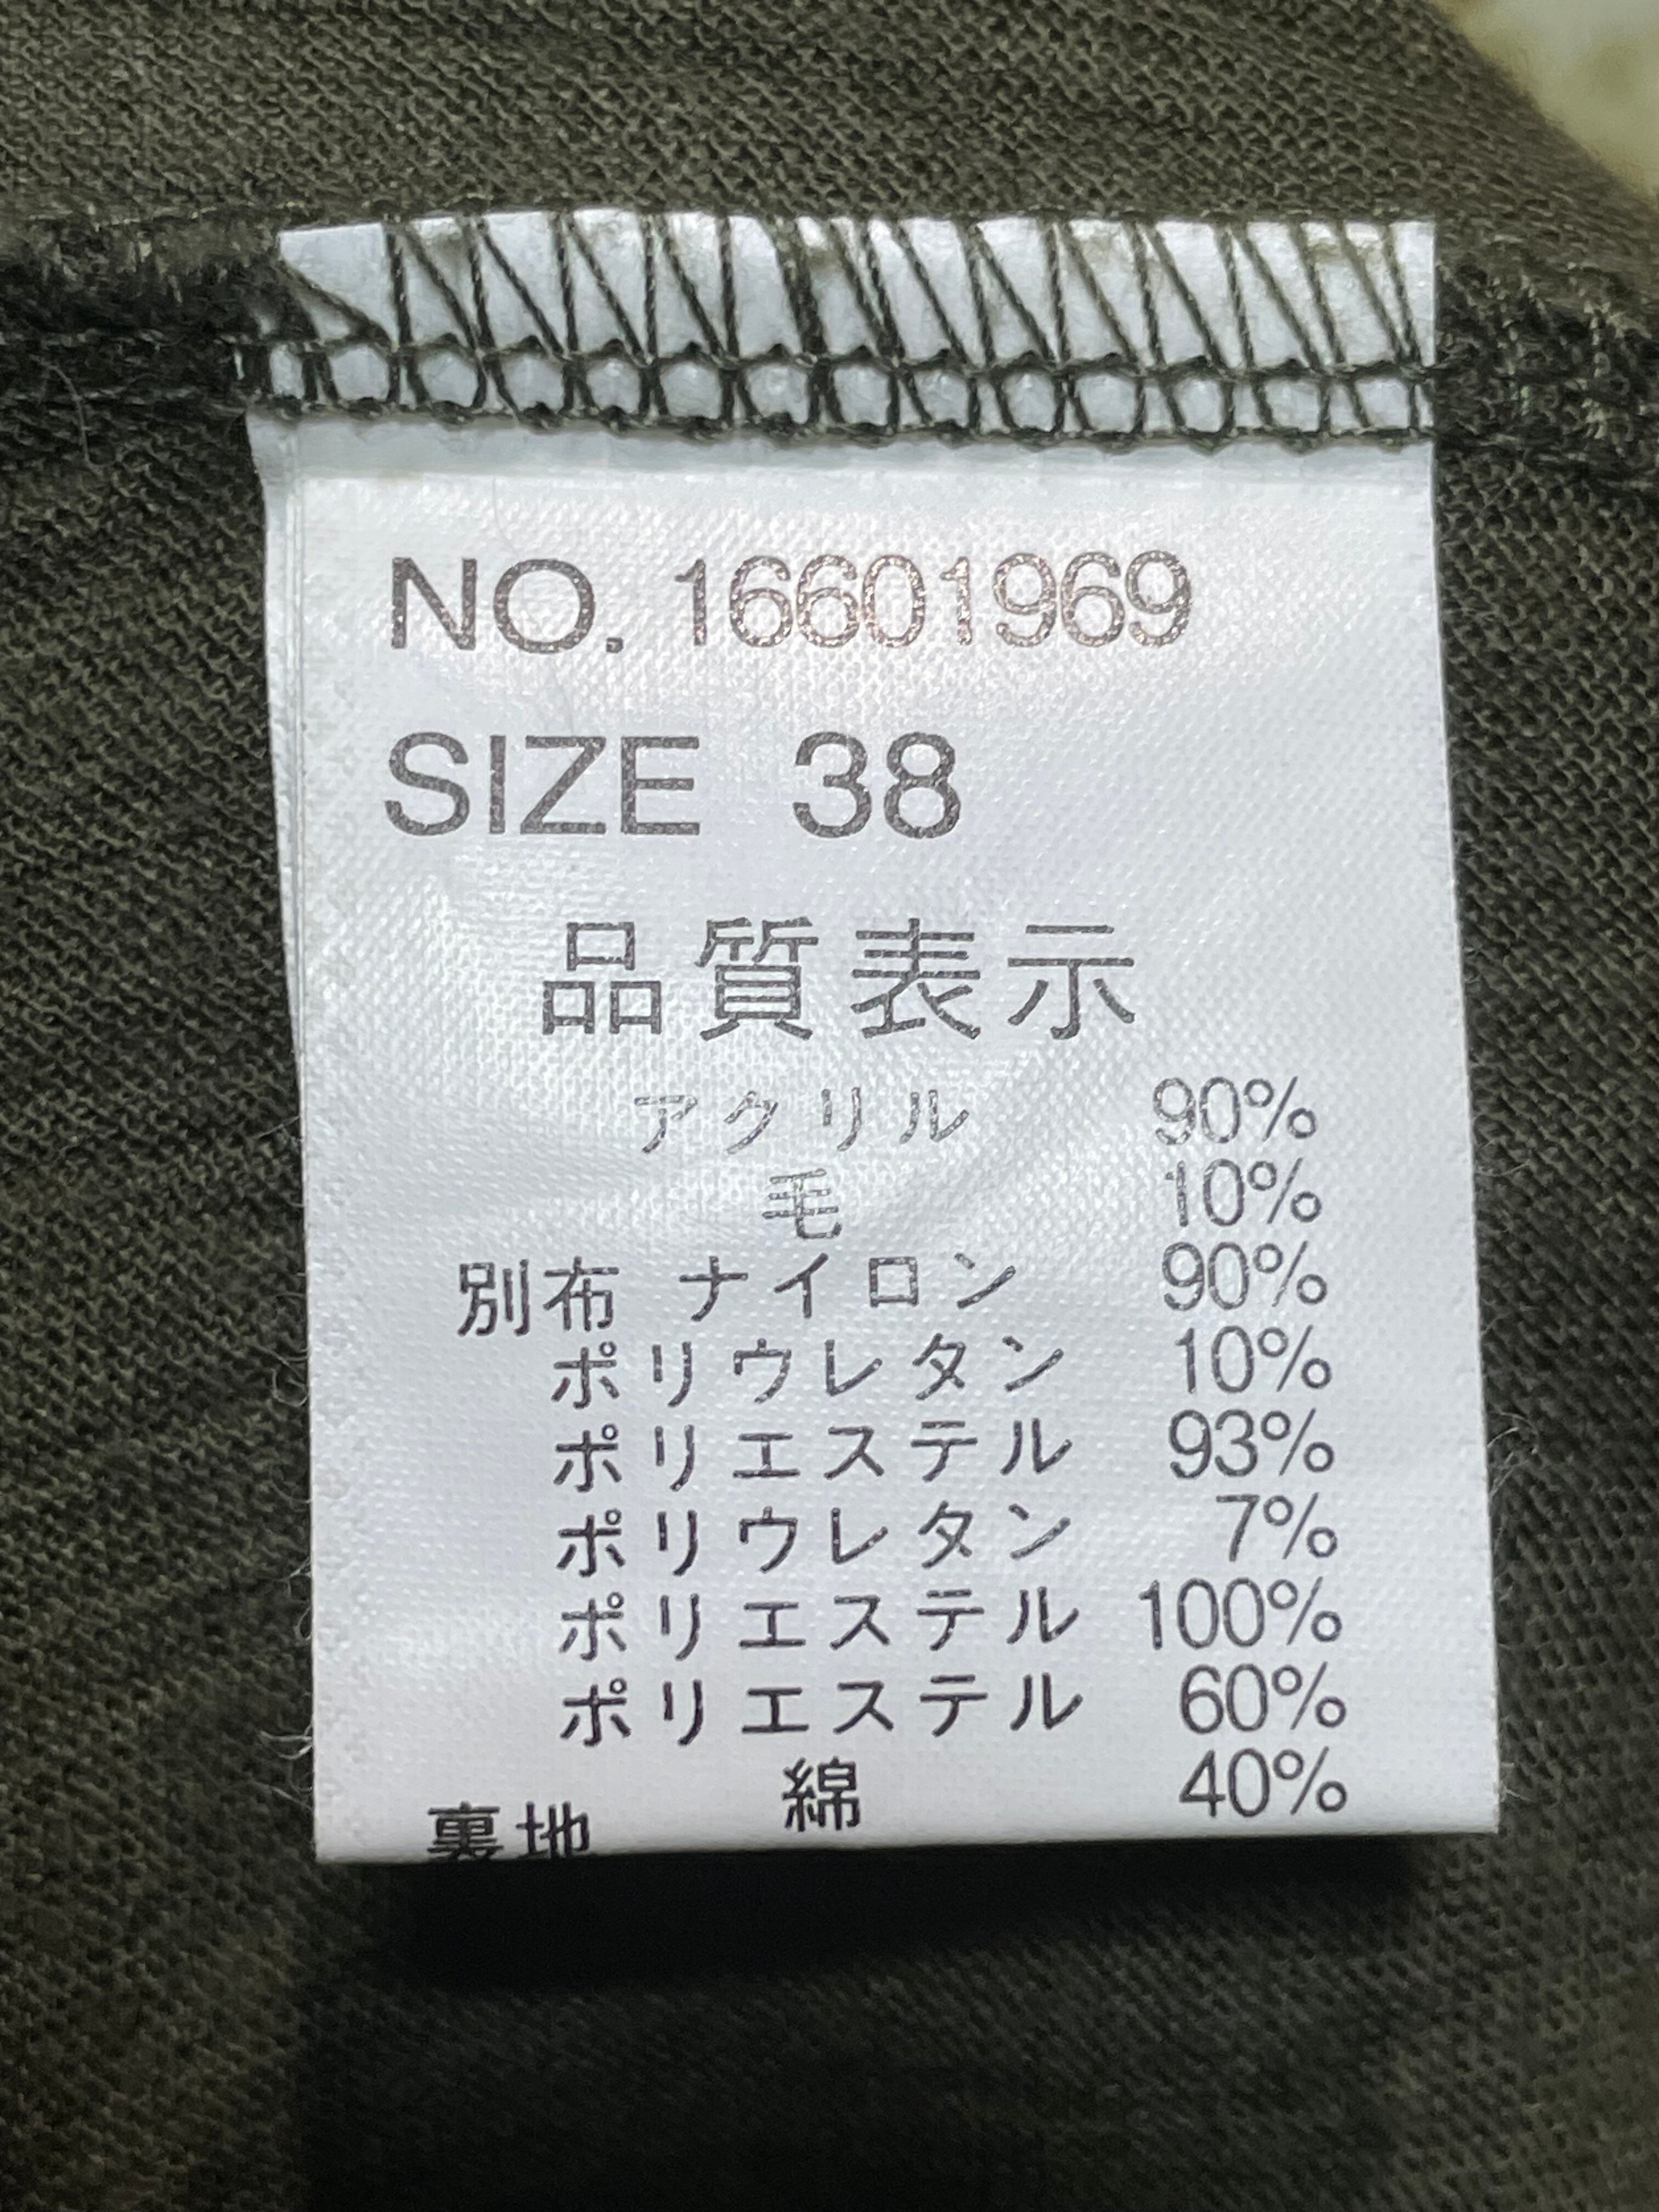 NO. 16601969
SIZE 38
品質表示
アクリル 90%
毛 10%
別布 ナイロン 90%
ポリウレタン 10%
ポリエステル 93%
ポリウレタン 7%
ポリエステル 100%
ポリエステル 60%
綿 40%
裏地